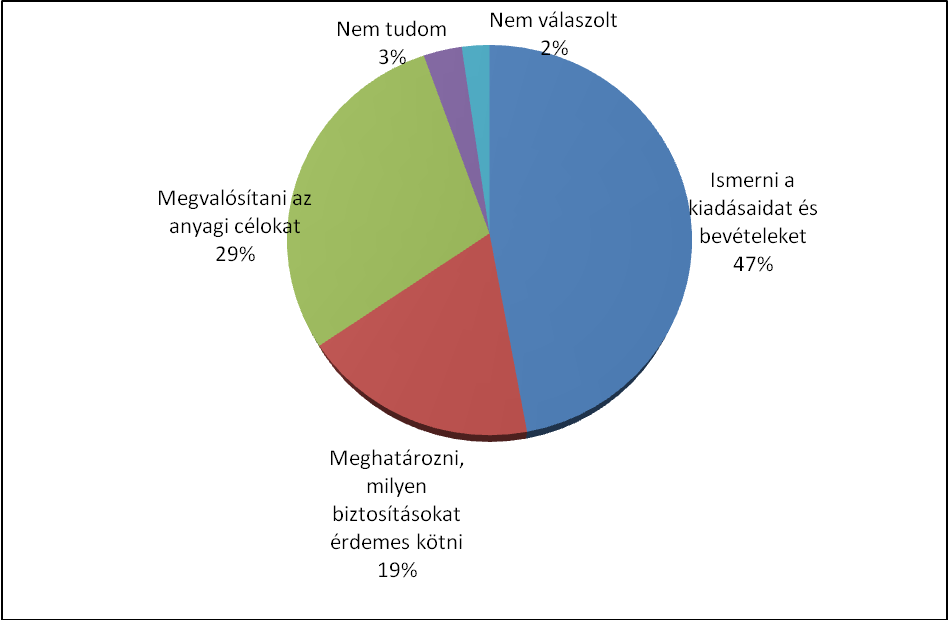 Nem tudom
3%
Nem válaszolt
2%
Ismerni a
kiadásaidat és
bevételeket
47%
Megvalósítani az
anyagi célokat
29%
Meghatározni,
milyen
biztosításokat
érdemes kötni
19%